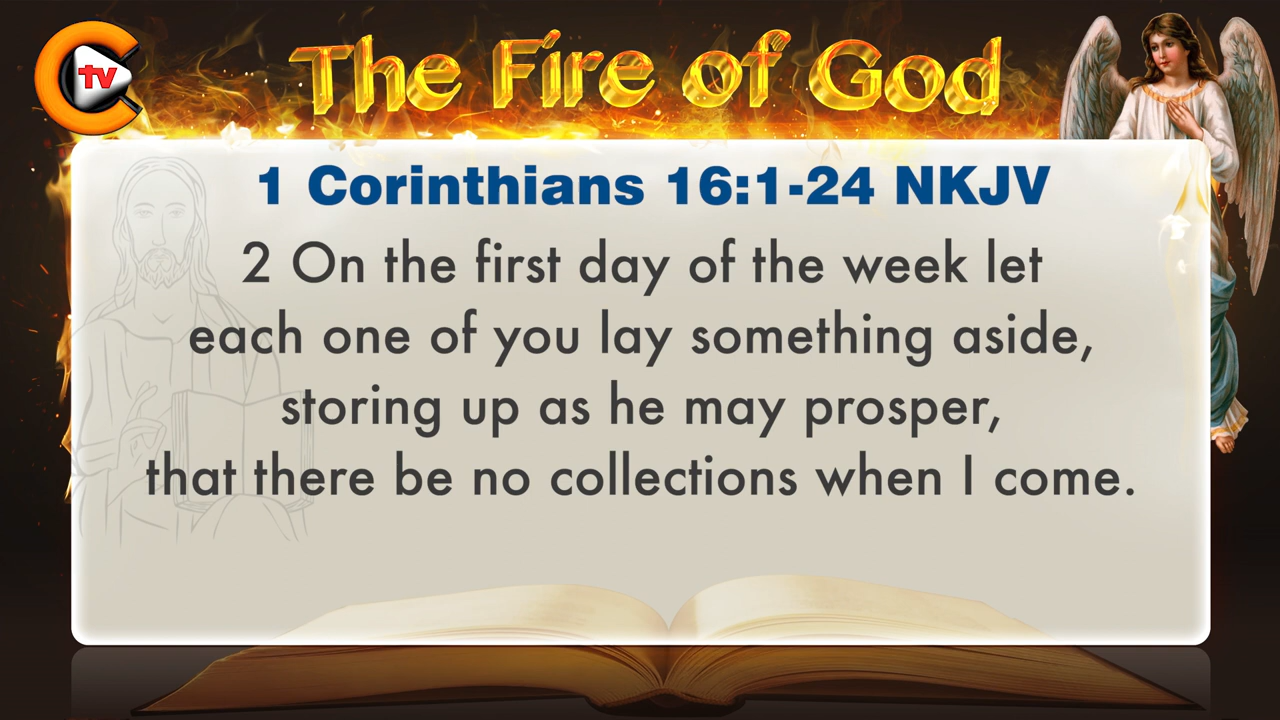 tv
The Fire of God
1 Corinthians 16:1-24 NKJV
2 On the first day of the week let
each one of you lay something aside,
storing up as he may prosper,
that there be no collections when I come.